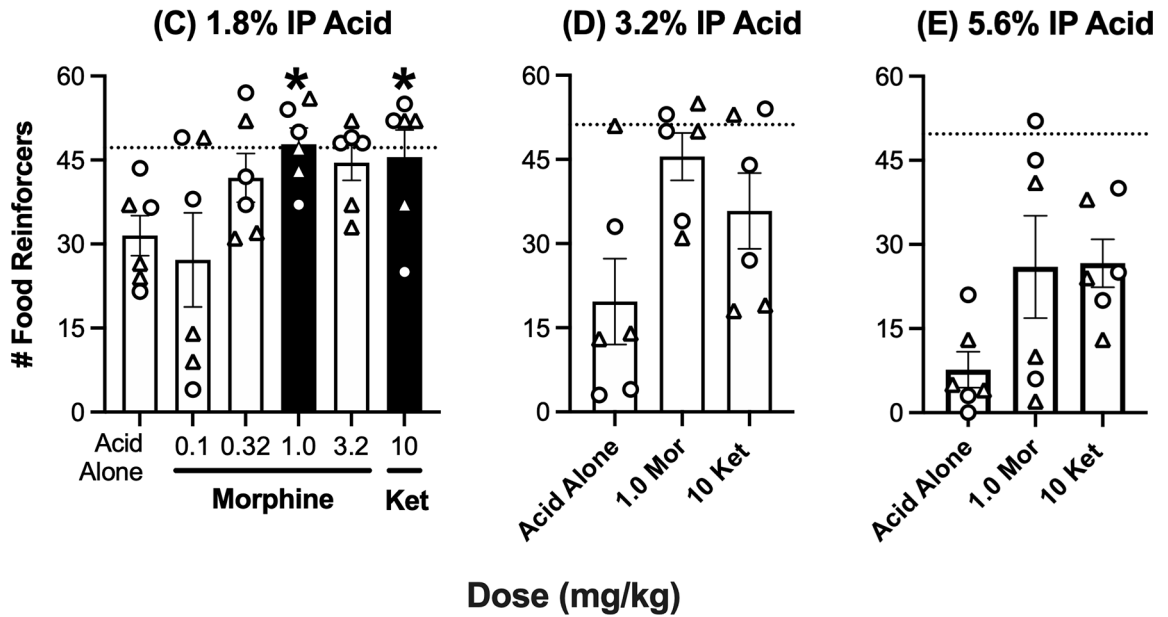 (C) 1.8% IP Acid
(D) 3.2% IP Acid
(E) 5.6% IP Acid
# Food Reinforcers
60
45
30
15
0
* *
Acid Alone
0.1 0.32 1.0 3.2 10
Morphine Ket
60
45
30
15
0
Acid Alone
1.0 Mor
10 Ket
60
45
30
15
0
Acid Alone
1.0 Mor
10 Ket
Dose (mg/kg)